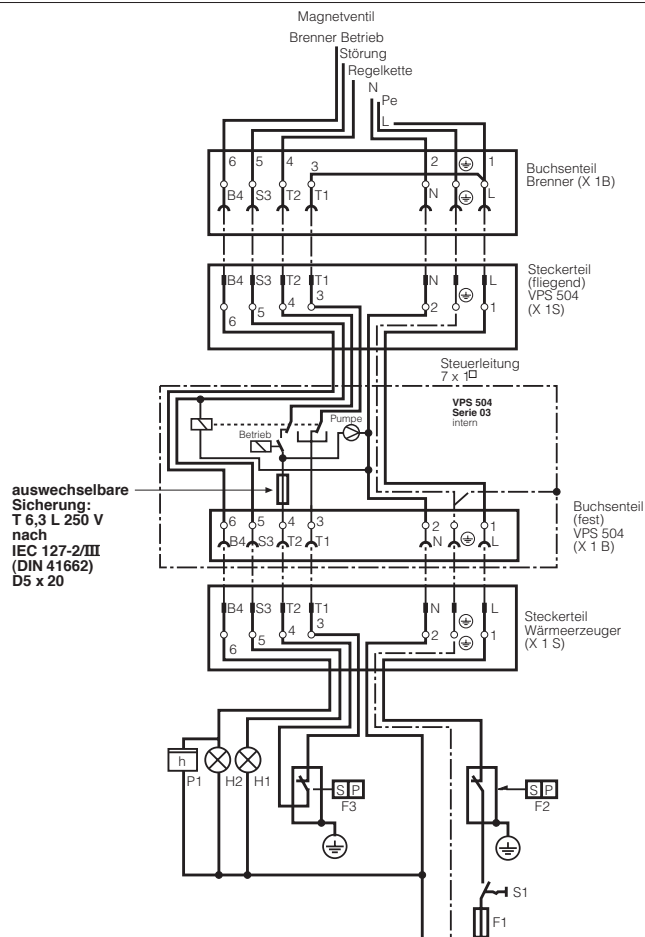 Magnetventil
Brenner Betrieb
Störung
Regelkette
N
Pe
L
6 5 4 3 2 1
B4 S3 T2 T1 N L
Buchsenteil
Brenner (X 1B)
B4 S3 T2 T1 N L
6 5 4 3 2 1
Steckerteil
(fliegend)
VPS 504
(X 1S)
Steuerleitung
7 x 1
VPS 504
Serie 03
intern
Betrieb
Pumpe
auswechselbare
Sicherung:
T 6,3 L 250 V
nach
IEC 127-2/III
(DIN 41662)
D5 x 20
6 5 4 3 2 1
B4 S3 T2 T1 N L
Buchsenteil
(fest)
VPS 504
(X 1 B)
B4 S3 T2 T1 N L
6 5 4 3 2 1
Steckerteil
Wärmeerzeuger
(X 1 S)
h
P1 H2 H1
S P
F3
S P
F2
S1
F1